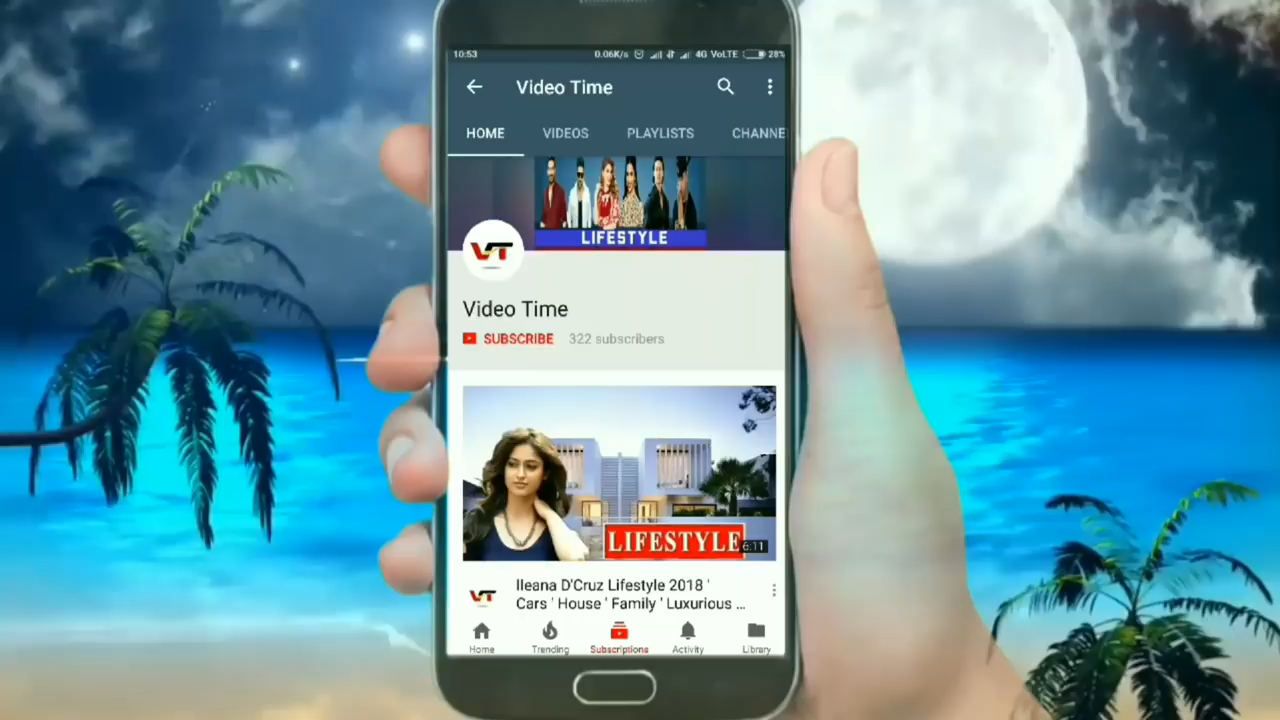 10:53 0.06K/s 4G VoLTE 28%
Video Time
HOME VIDEOS PLAYLISTS CHANNE
LIFESTYLE
VT
Video Time
SUBSCRIBE 322 subscribers
LIFESTYLE
6:11
Ileana D'Cruz Lifestyle 2018 '
Cars ' House ' Family ' Luxurious ...
VT
Home Trending Subscriptions Activity Library